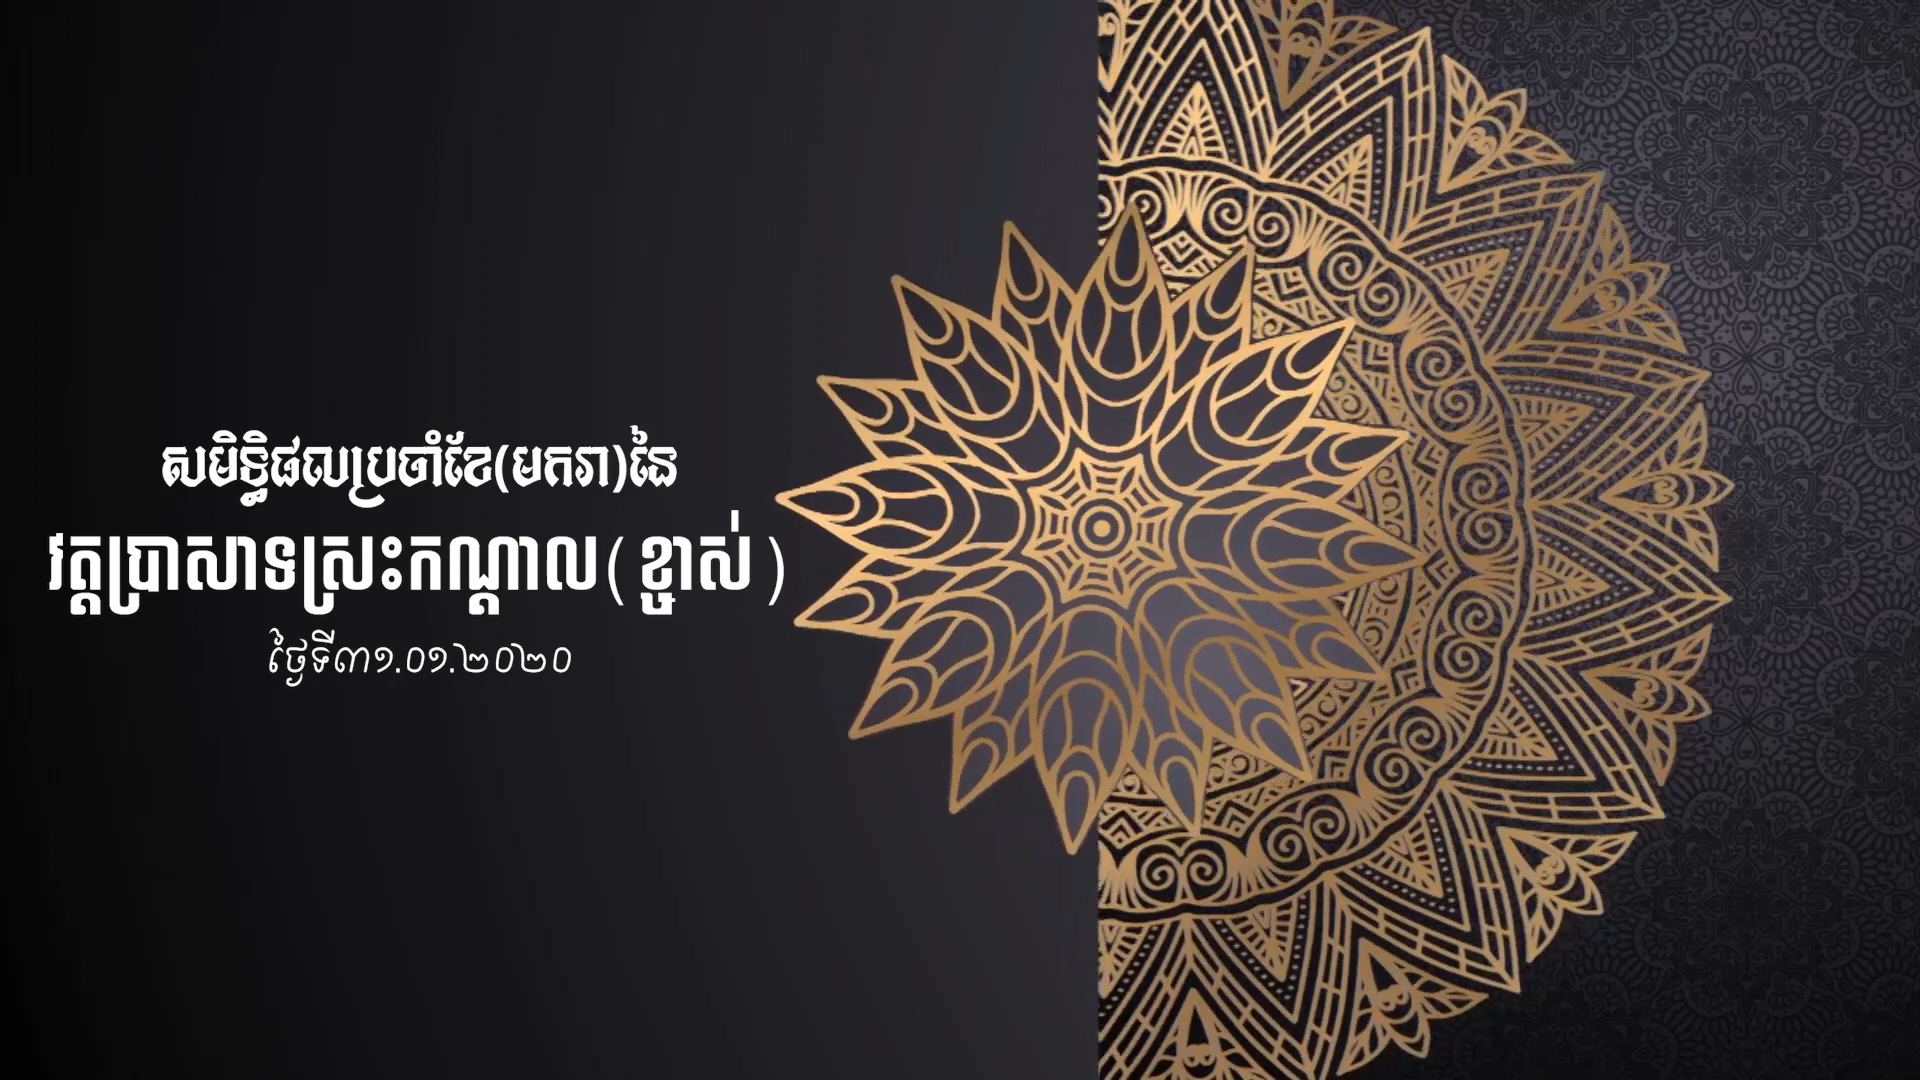 សមិទ្ធិផលប្រចាំខែ(មករា)នៃ
វត្តប្រាសាទស្រះកណ្ដាល(ខ្ជាស់)
ថ្ងៃទី៣១.០១.២០២០